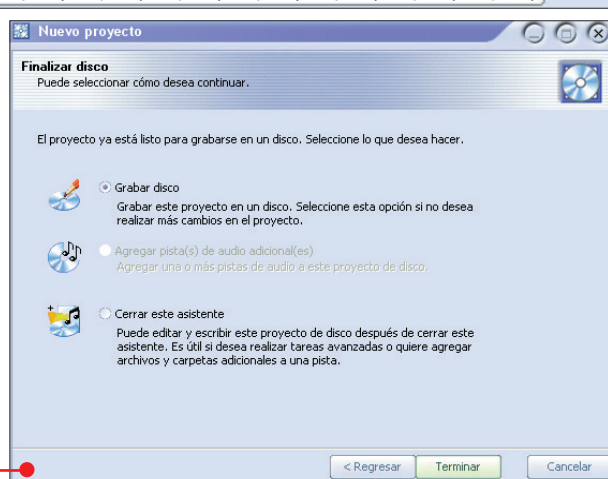 Nuevo proyecto
Finalizar disco
Puede seleccionar cómo desea continuar.
El proyecto ya está listo para grabarse en un disco. Seleccione lo que desea hacer.
Grabar disco
Grabar este proyecto en un disco. Seleccione esta opción si no desea
realizar más cambios en el proyecto.
Agregar pista(s) de audio adicional(es)
Agregar una o más pistas de audio a este proyecto de disco.
Cerrar este asistente
Puede editar y escribir este proyecto de disco después de cerrar este
asistente. Es útil si desea realizar tareas avanzadas o quiere agregar
archivos y carpetas adicionales a una pista.
< Regresar Terminar Cancelar